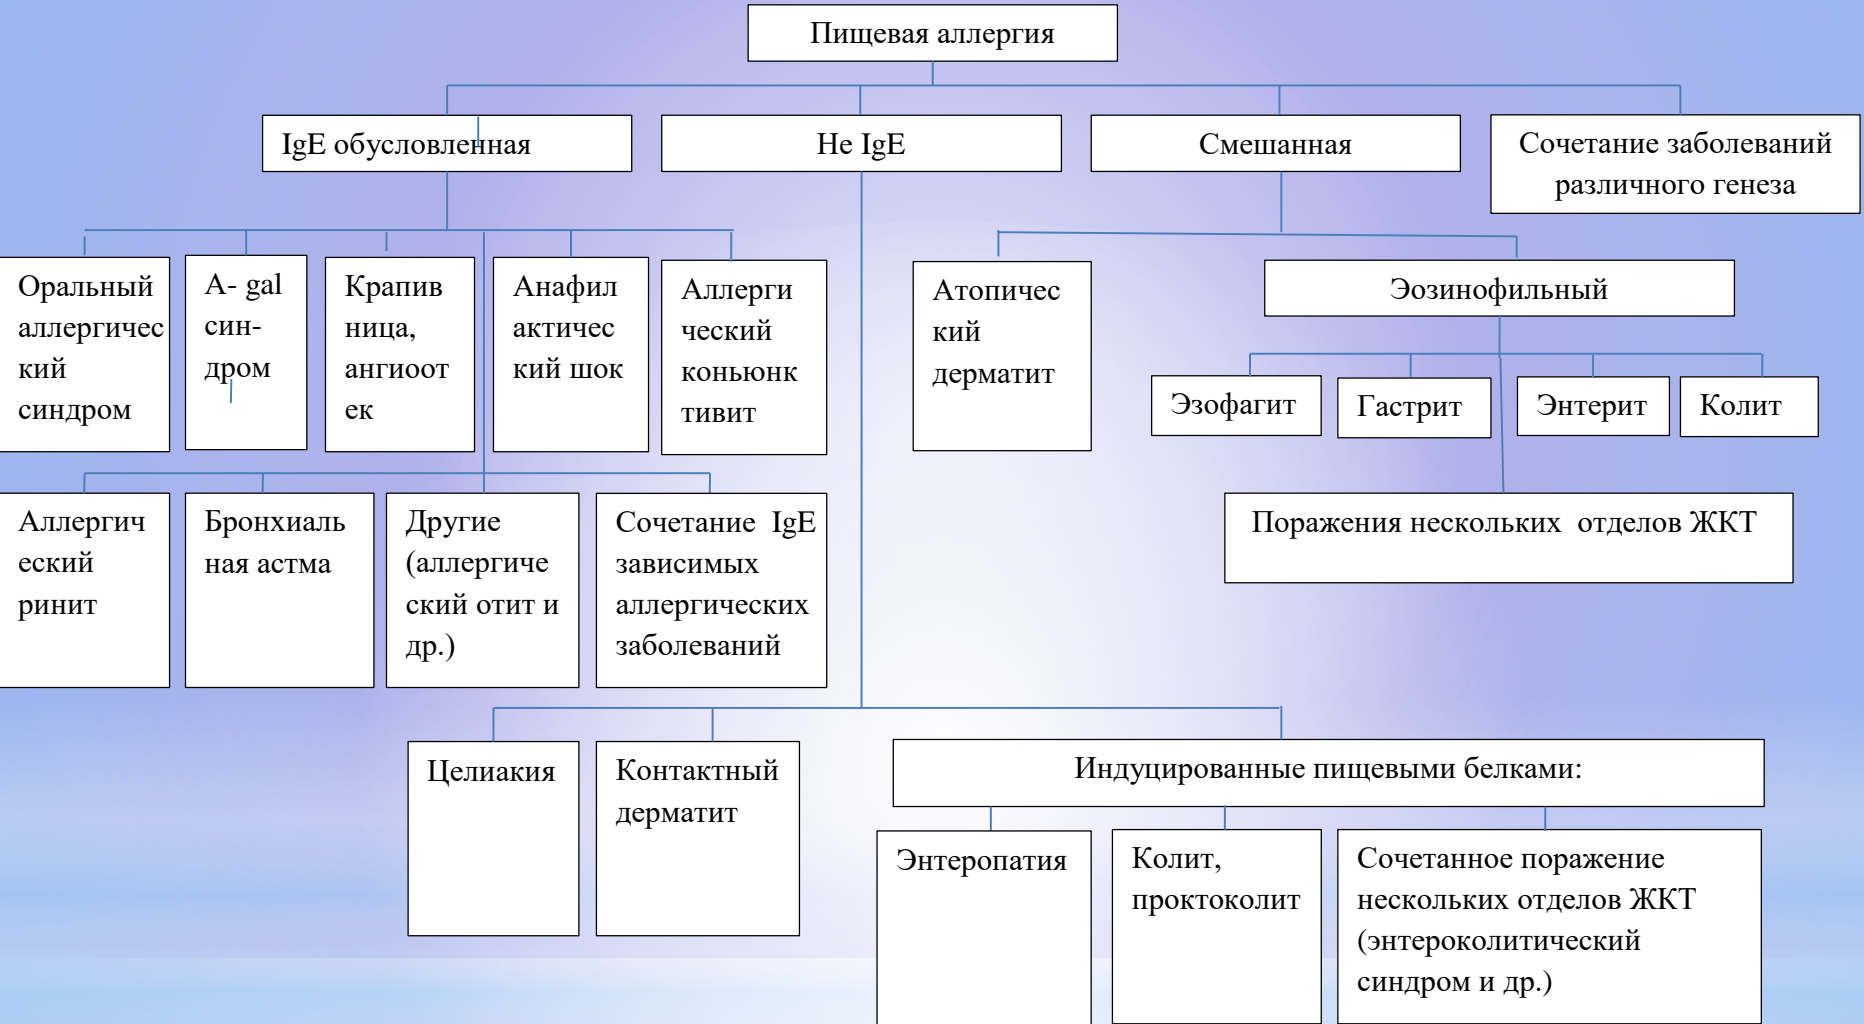 Пищевая аллергия
IgE обусловленная
Не IgE
Смешанная
Сочетание заболеваний
различного генеза
Оральный
аллергичес
кий
синдром
A- gal
син-
дром
Крапив
ница,
ангиоот
ек
Анафил
актичес
кий шок
Аллерги
ческий
коньюнк
тивит
Атопичес
кий
дерматит
Эозинофильный
Эзофагит
Гастрит
Энтерит
Колит
Аллергич
еский
ринит
Бронхиаль
ная астма
Другие
(аллергиче
ский отит и
др.)
Сочетание IgE
зависимых
аллергических
заболеваний
Поражения нескольких отделов ЖКТ
Целиакия
Контактный
дерматит
Индуцированные пищевыми белками:
Энтеропатия
Колит,
проктоколит
Сочетанное поражение
нескольких отделов ЖКТ
(энтероколитический
синдром и др.)